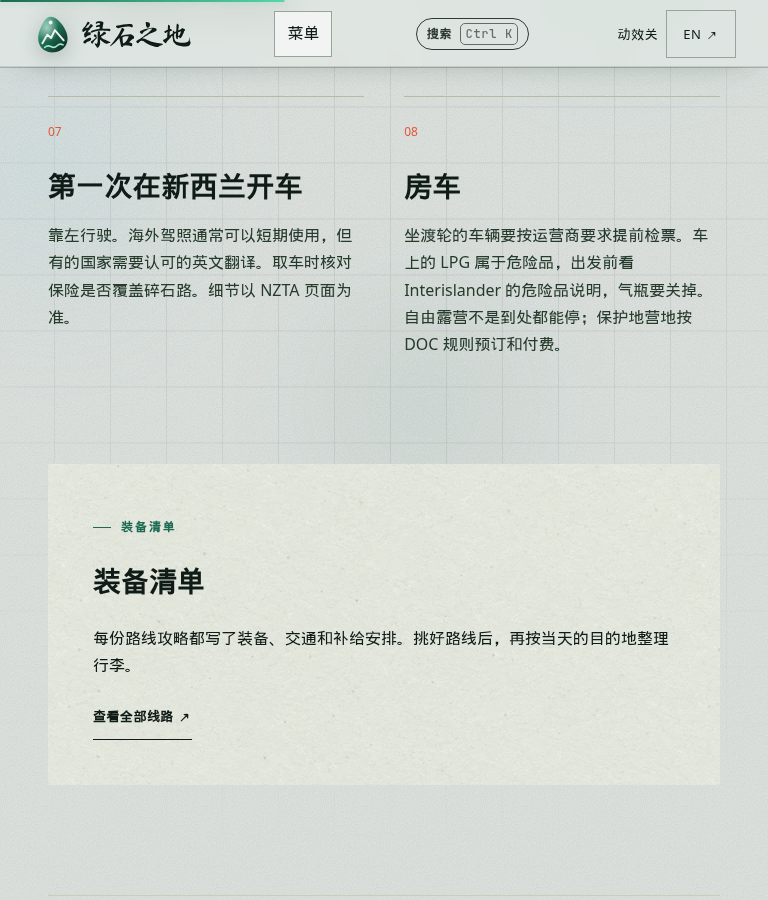 绿石之地
菜单
搜索 Ctrl K
动效关
EN ↗
07
第一次在新西兰开车
靠左行驶。海外驾照通常可以短期使用，但
有的国家需要认可的英文翻译。取车时核对
保险是否覆盖碎石路。细节以 NZTA 页面为
准。
08
房车
坐渡轮的车辆要按运营商要求提前检票。车
上的 LPG 属于危险品，出发前看
Interislander 的危险品说明，气瓶要关掉。
自由露营不是到处都能停；保护地营地按
DOC 规则预订和付费。
装备清单
装备清单
每份路线攻略都写了装备、交通和补给安排。挑好路线后，再按当天的目的地整理
行李。
查看全部线路 ↗